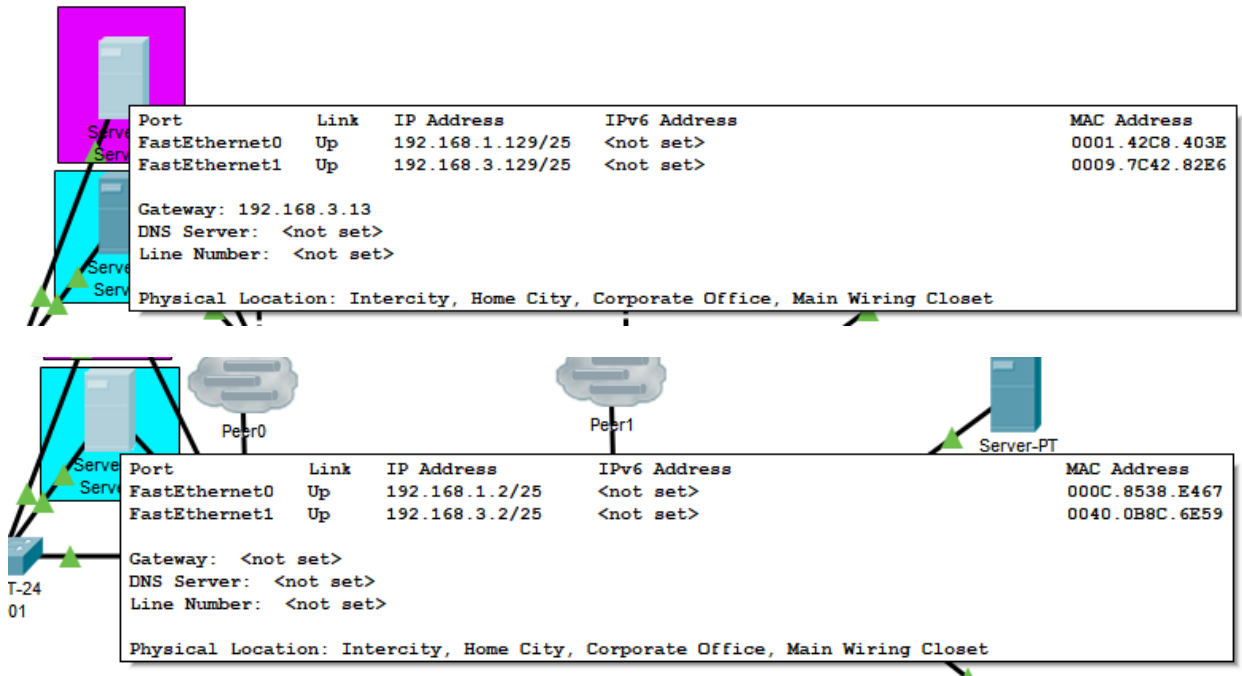 Port Link IP Address IPv6 Address MAC Address
FastEthernet0 Up 192.168.1.129/25 <not set> 0001.42C8.403E
FastEthernet1 Up 192.168.3.129/25 <not set> 0009.7C42.82E6
Gateway: 192.168.3.13
DNS Server: <not set>
Line Number: <not set>
Physical Location: Intercity, Home City, Corporate Office, Main Wiring Closet
Serve
Serv
Serve
Serv
Peer0
Peer1
Server-PT
Serve
Serv
Port Link IP Address IPv6 Address MAC Address
FastEthernet0 Up 192.168.1.2/25 <not set> 000C.8538.E467
FastEthernet1 Up 192.168.3.2/25 <not set> 0040.0B8C.6E59
Gateway: <not set>
DNS Server: <not set>
Line Number: <not set>
Physical Location: Intercity, Home City, Corporate Office, Main Wiring Closet
T-24
01